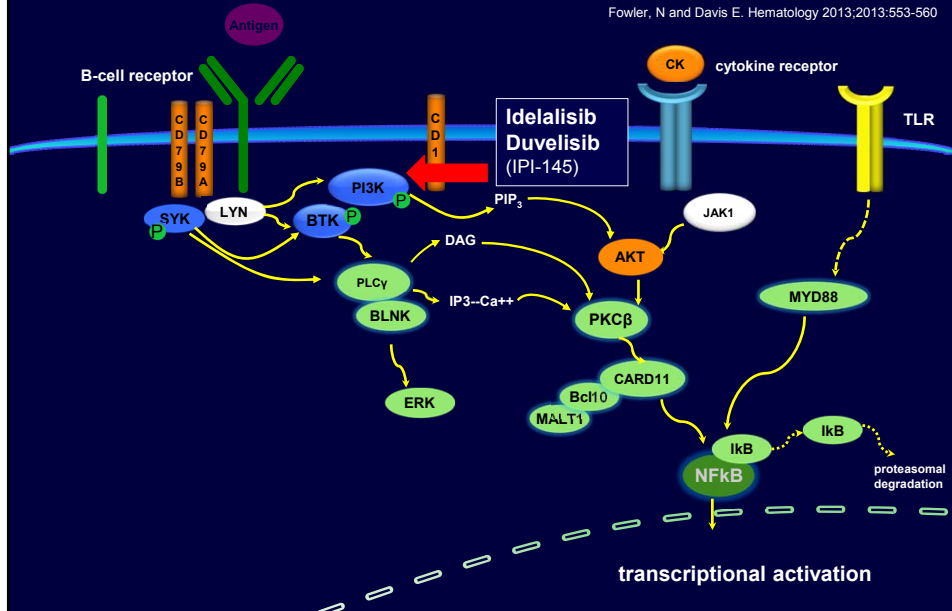 Fowler, N and Davis E. Hematology 2013;2013:553-560
Antigen
B-cell receptor
CK
cytokine receptor
TLR
CD79B
CD79A
CD1
Idelalisib
Duvelisib
(IPI-145)
PI3K
P
LYN
SYK
P
BTK
P
PIP3
JAK1
DAG
AKT
PLCγ
IP3--Ca++
BLNK
PKCβ
MYD88
ERK
CARD11
Bcl10
MALT1
IkB
IkB
NFkB
proteasomal
degradation
transcriptional activation